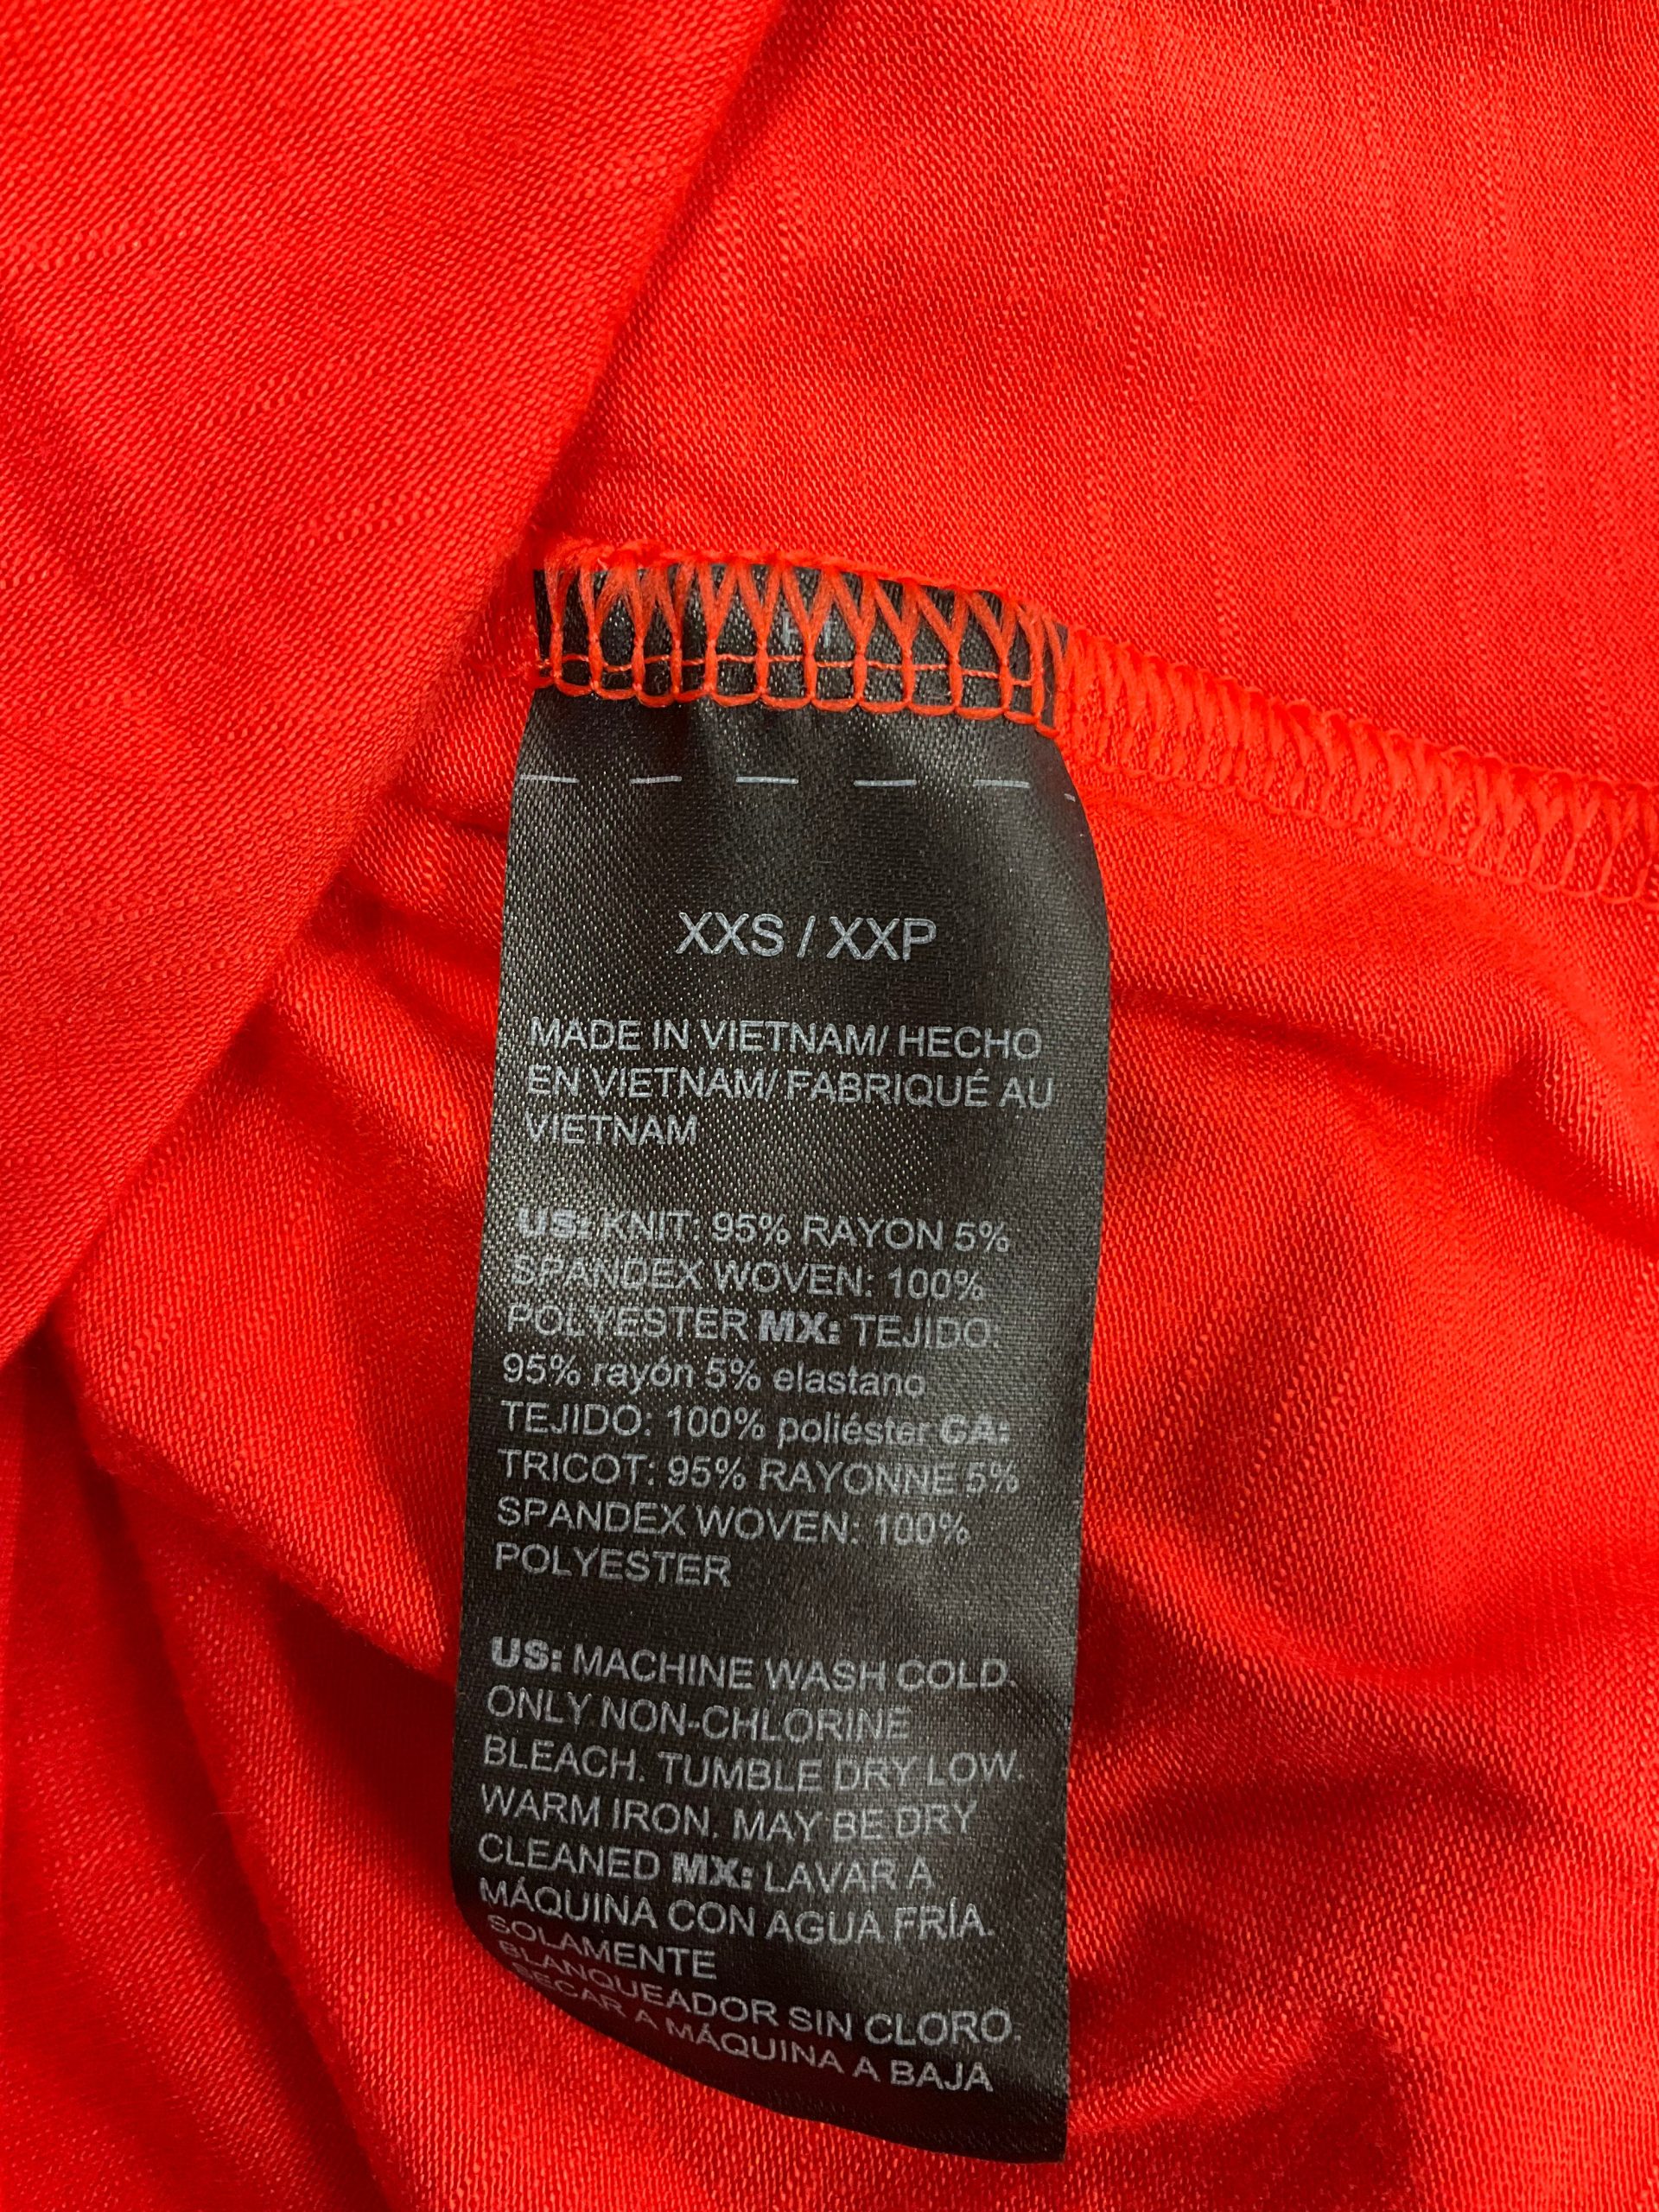 XXS / XXP
MADE IN VIETNAM/ HECHO
EN VIETNAM/ FABRIQUÉ AU
VIETNAM
US: KNIT: 95% RAYON 5%
SPANDEX WOVEN: 100%
POLYESTER MX: TEJIDO:
95% rayón 5% elastano
TEJIDO: 100% poliéster CA:
TRICOT: 95% RAYONNE 5%
SPANDEX WOVEN: 100%
POLYESTER
US: MACHINE WASH COLD.
ONLY NON-CHLORINE
BLEACH. TUMBLE DRY LOW.
WARM IRON. MAY BE DRY
CLEANED MX: LAVAR A
MÁQUINA CON AGUA FRÍA.
SOLAMENTE
BLANQUEADOR SIN CLORO.
SECAR A MÁQUINA A BAJA